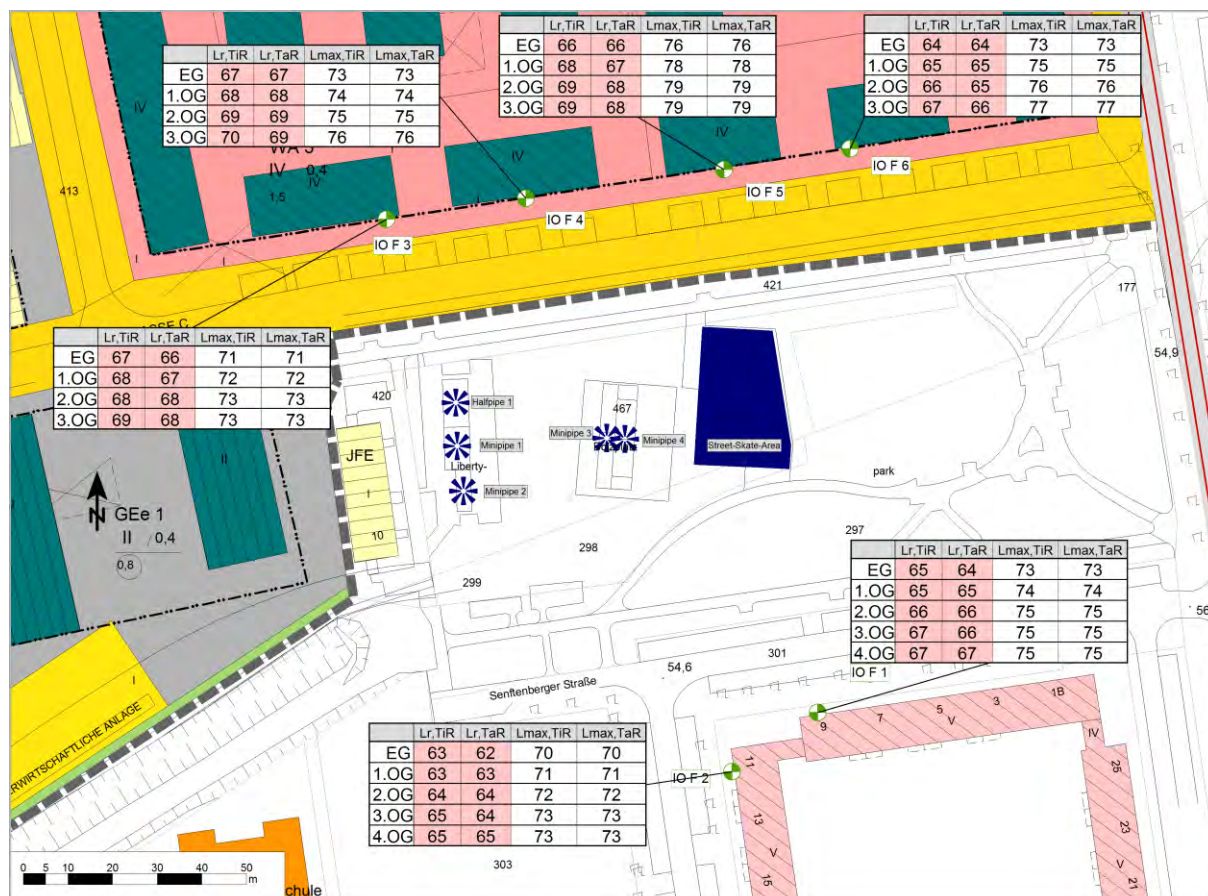 Lr,TiR Lr,TaR Lmax,TiR Lmax,TaR
EG 67 67 73 73
1.OG 68 68 74 74
2.OG 69 69 75 75
3.OG 70 69 76 76
Lr,TiR Lr,TaR Lmax,TiR Lmax,TaR
EG 66 66 76 76
1.OG 68 67 78 78
2.OG 69 68 79 79
3.OG 69 68 79 79
Lr,TiR Lr,TaR Lmax,TiR Lmax,TaR
EG 64 64 73 73
1.OG 65 65 75 75
2.OG 66 65 76 76
3.OG 67 66 77 77
IV
IV 0,4
IV
1,5
IV
IV
413
I
I
I
I
IO F 3
IO F 4
IO F 5
IO F 6
421
177
54,9
Lr,TiR Lr,TaR Lmax,TiR Lmax,TaR
EG 67 66 71 71
1.OG 68 67 72 72
2.OG 68 68 73 73
3.OG 69 68 73 73
420
Halfpipe 1
467
Minipipe 1
Minipipe 3
Minipipe 4
Street-Skate-Area
Liberty-
park
Minipipe 2
JFE
I
10
II
N
GEe 1
II 0,4
0,8
298
299
297
Lr,TiR Lr,TaR Lmax,TiR Lmax,TaR
EG 65 64 73 73
1.OG 65 65 74 74
2.OG 66 66 75 75
3.OG 67 66 75 75
4.OG 67 67 75 75
IO F 1
56
301
54,6
Senftenberger Straße
I
ERWIRTSCHAFTLICHE ANLAGE
9 7 5 3 1B
V
IV
Lr,TiR Lr,TaR Lmax,TiR Lmax,TaR
EG 63 62 70 70
1.OG 63 63 71 71
2.OG 64 64 72 72
3.OG 65 64 73 73
4.OG 65 65 73 73
IO F 2
11
13
V
15
25
23
V
21
303
0 5 10 20 30 40 50
m
chule